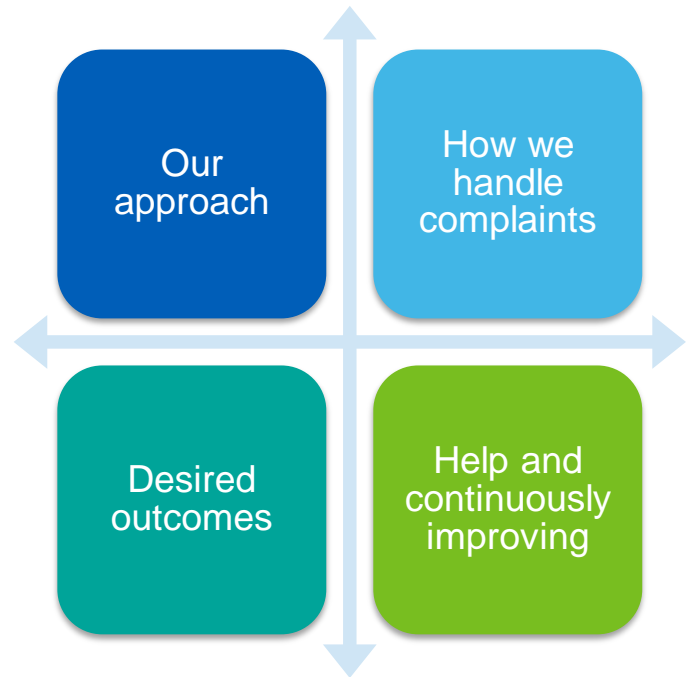 Our
approach
How we
handle
complaints
Desired
outcomes
Help and
continuously
improving